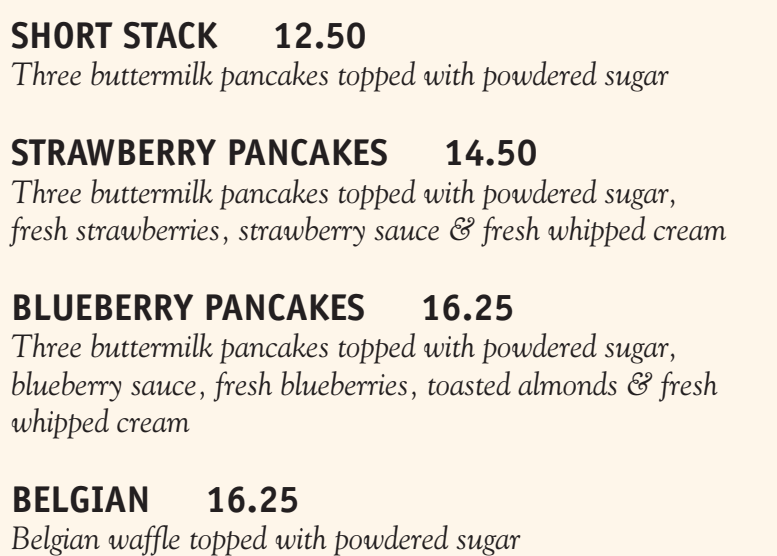 SHORT STACK 12.50
Three buttermilk pancakes topped with powdered sugar
STRAWBERRY PANCAKES 14.50
Three buttermilk pancakes topped with powdered sugar,
fresh strawberries, strawberry sauce & fresh whipped cream
BLUEBERRY PANCAKES 16.25
Three buttermilk pancakes topped with powdered sugar,
blueberry sauce, fresh blueberries, toasted almonds & fresh
whipped cream
BELGIAN 16.25
Belgian waffle topped with powdered sugar